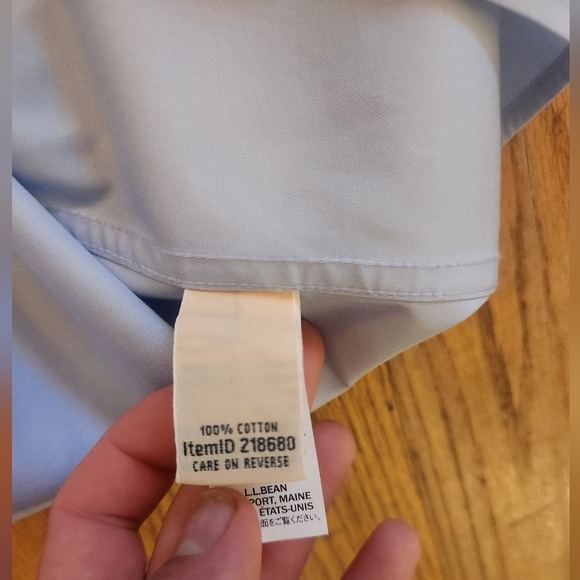 100% COTTON
ItemID 218680
CARE ON REVERSE
L.L.BEAN
PORT, MAINE
ÉTATS-UNIS
面をご覧ください。